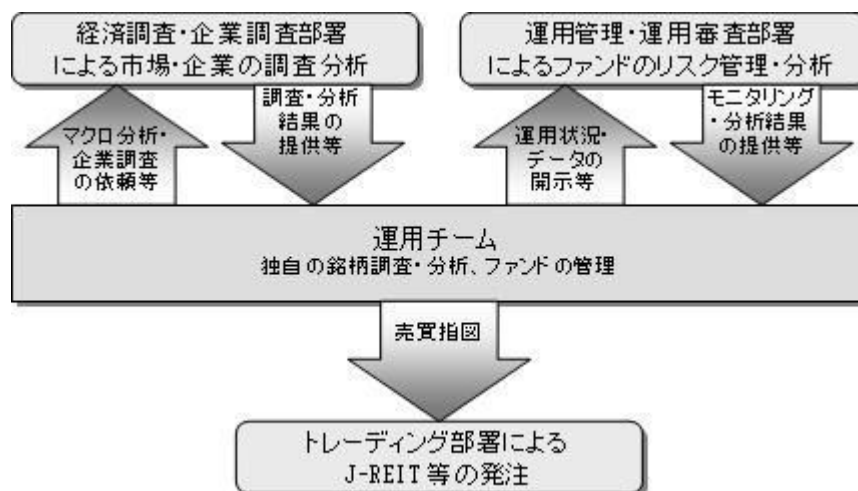 経済調査・企業調査部署
による市場・企業の調査分析
運用管理・運用審査部署
によるファンドのリスク管理・分析
マクロ分析・
企業調査
の依頼等
調査・分析
結果の
提供等
運用状況・
データの
開示等
モニタリング
・分析結果
の提供等
運用チーム
独自の銘柄調査・分析、ファンドの管理
売買指図
トレーディング部署による
J-REIT等の発注